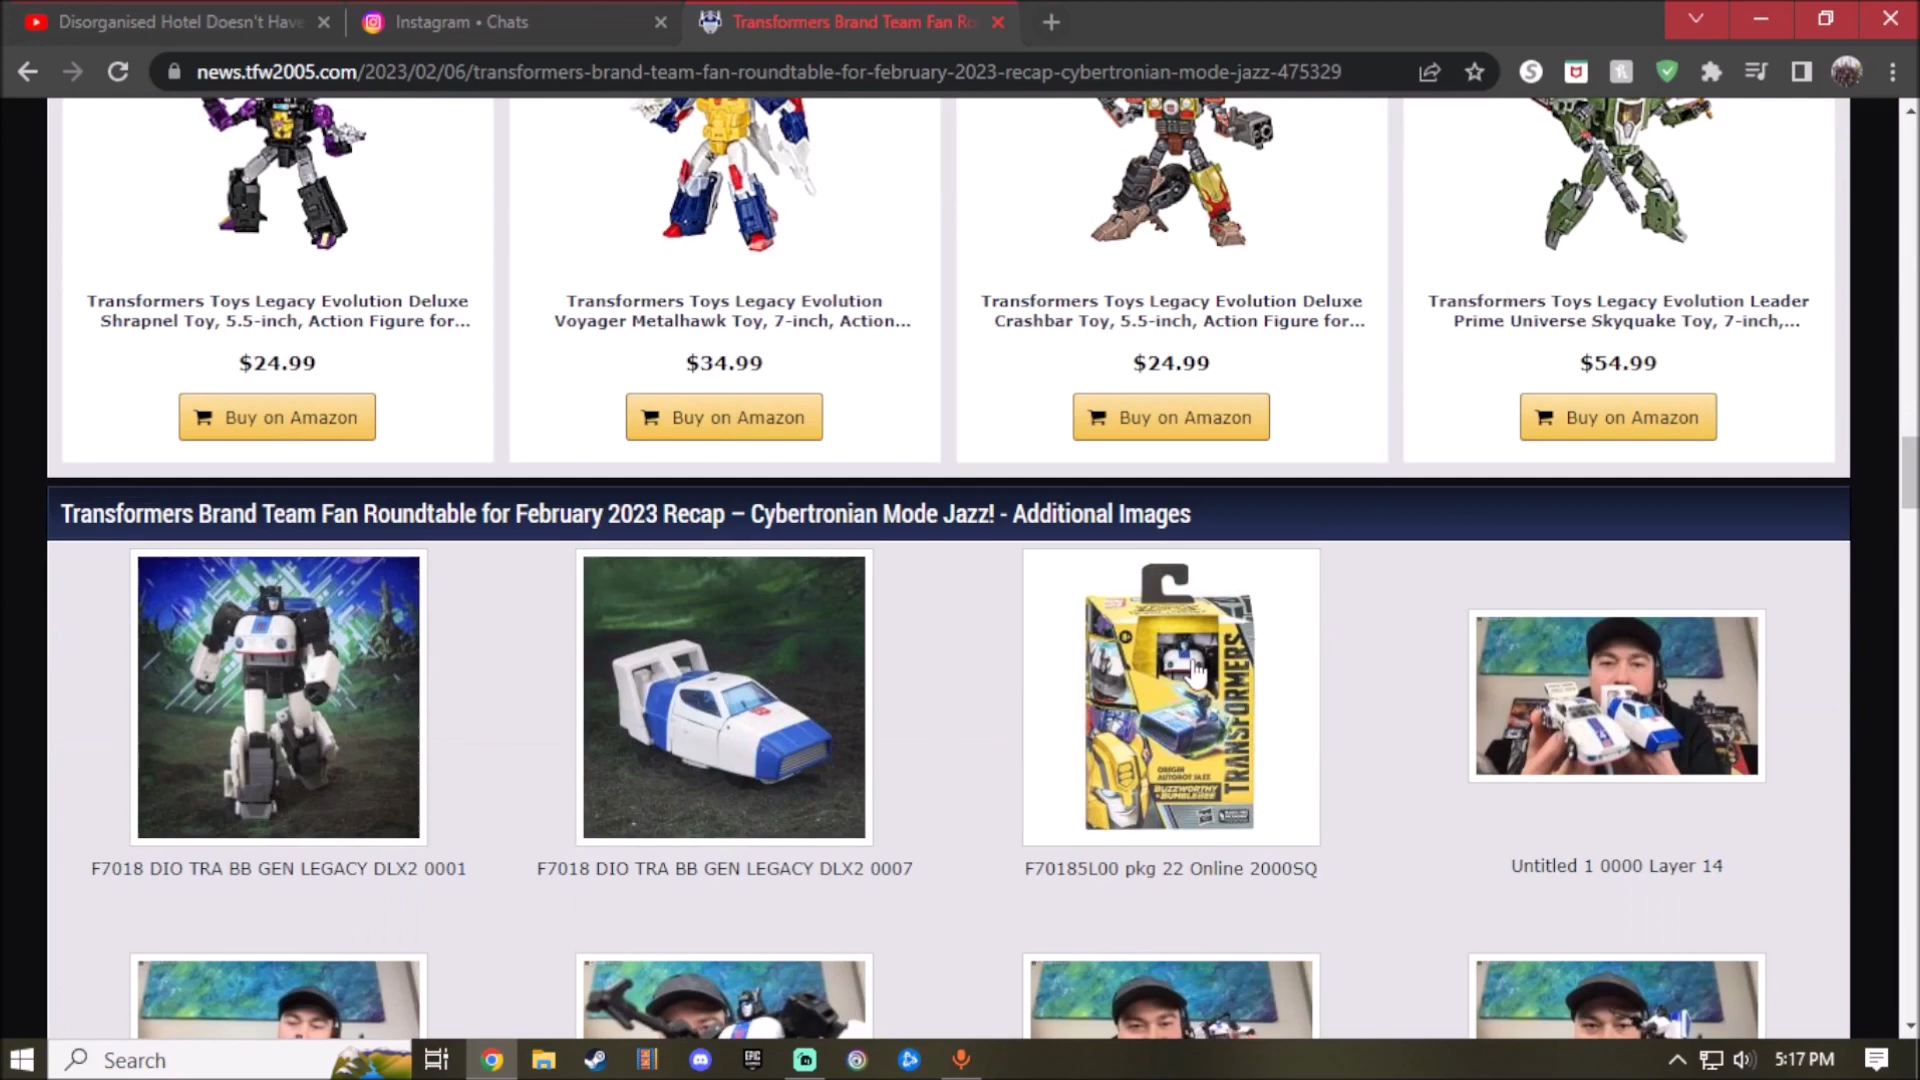 Disorganised Hotel Doesn't Have
Instagram • Chats
Transformers Brand Team Fan Ro
news.tfw2005.com/2023/02/06/transformers-brand-team-fan-roundtable-for-february-2023-recap-cybertronian-mode-jazz-475329
Transformers Toys Legacy Evolution Deluxe
Shrapnel Toy, 5.5-inch, Action Figure for...
$24.99
Buy on Amazon
Transformers Toys Legacy Evolution
Voyager Metalhawk Toy, 7-inch, Action...
$34.99
Buy on Amazon
Transformers Toys Legacy Evolution Deluxe
Crashbar Toy, 5.5-inch, Action Figure for...
$24.99
Buy on Amazon
Transformers Toys Legacy Evolution Leader
Prime Universe Skyquake Toy, 7-inch,...
$54.99
Buy on Amazon
Transformers Brand Team Fan Roundtable for February 2023 Recap – Cybertronian Mode Jazz! - Additional Images
TRANSFORMERS
ORIGIN
AUTOBOT JAZZ
BUZZWORTHY
BUMBLEBEE
F7018 DIO TRA BB GEN LEGACY DLX2 0001
F7018 DIO TRA BB GEN LEGACY DLX2 0007
F70185L00 pkg 22 Online 2000SQ
Untitled 1 0000 Layer 14
Search
EPIC
5:17 PM